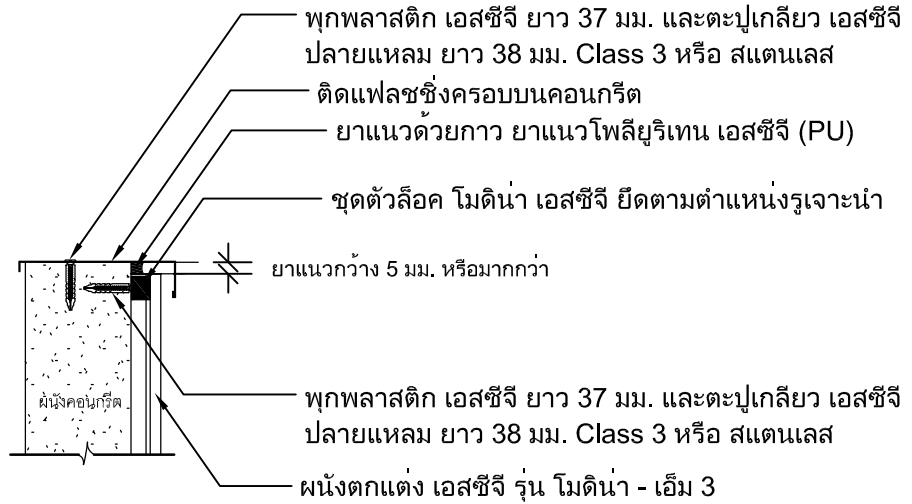 พุกพลาสติก เอสซีจี ยาว 37 มม. และตะปูเกลียว เอสซีจี
ปลายแหลม ยาว 38 มม. Class 3 หรือ สแตนเลส
ติดแฟลชชิ่งครอบบนคอนกรีต
ยาแนวด้วยกาว ยาแนวโพลียูริเทน เอสซีจี (PU)
ชุดตัวล็อค โมดิน่า เอสซีจี ยึดตามตำแหน่งรูเจาะนำ
ยาแนวกว้าง 5 มม. หรือมากกว่า
ผนังคอนกรีต
พุกพลาสติก เอสซีจี ยาว 37 มม. และตะปูเกลียว เอสซีจี
ปลายแหลม ยาว 38 มม. Class 3 หรือ สแตนเลส
ผนังตกแต่ง เอสซีจี รุ่น โมดิน่า - เอ็ม 3